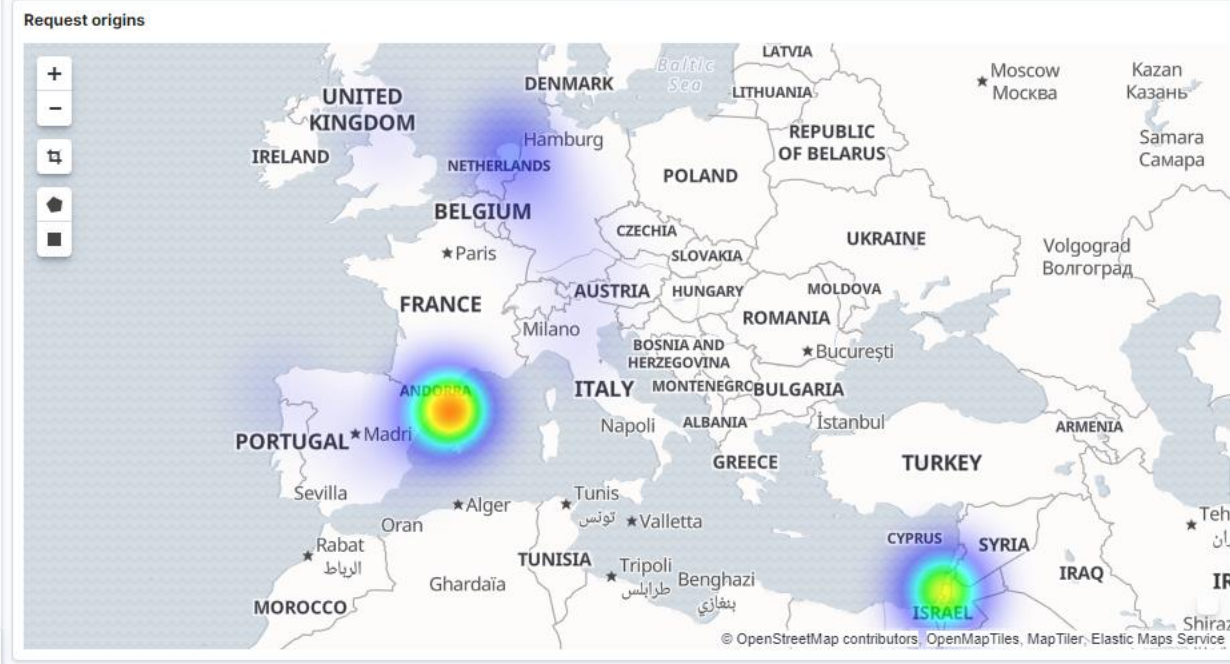 Request origins
+
−
LATVIA
Baltic
Sea
DENMARK
LITHUANIA
Moscow
Москва
Kazan
Казань
UNITED
KINGDOM
Hamburg
REPUBLIC
OF BELARUS
Samara
Самара
IRELAND
NETHERLANDS
POLAND
BELGIUM
CZECHIA
UKRAINE
Volgograd
Волгоград
Paris
SLOVAKIA
FRANCE
AUSTRIA
HUNGARY
MOLDOVA
Milano
ROMANIA
BOSNIA AND
HERZEGOVINA
București
ANDORRA
ITALY
MONTENEGRO
BULGARIA
Napoli
ALBANIA
İstanbul
ARMENIA
PORTUGAL
Madri
GREECE
TURKEY
Sevilla
Alger
Tunis
تونس
Oran
Valletta
Teh
ران
Rabat
الرباط
CYPRUS
SYRIA
TUNISIA
Tripoli
طرابلس
Benghazi
بنغازي
IRAQ
IR
Ghardaïa
MOROCCO
ISRAEL
Shiraz
© OpenStreetMap contributors, OpenMapTiles, MapTiler, Elastic Maps Service